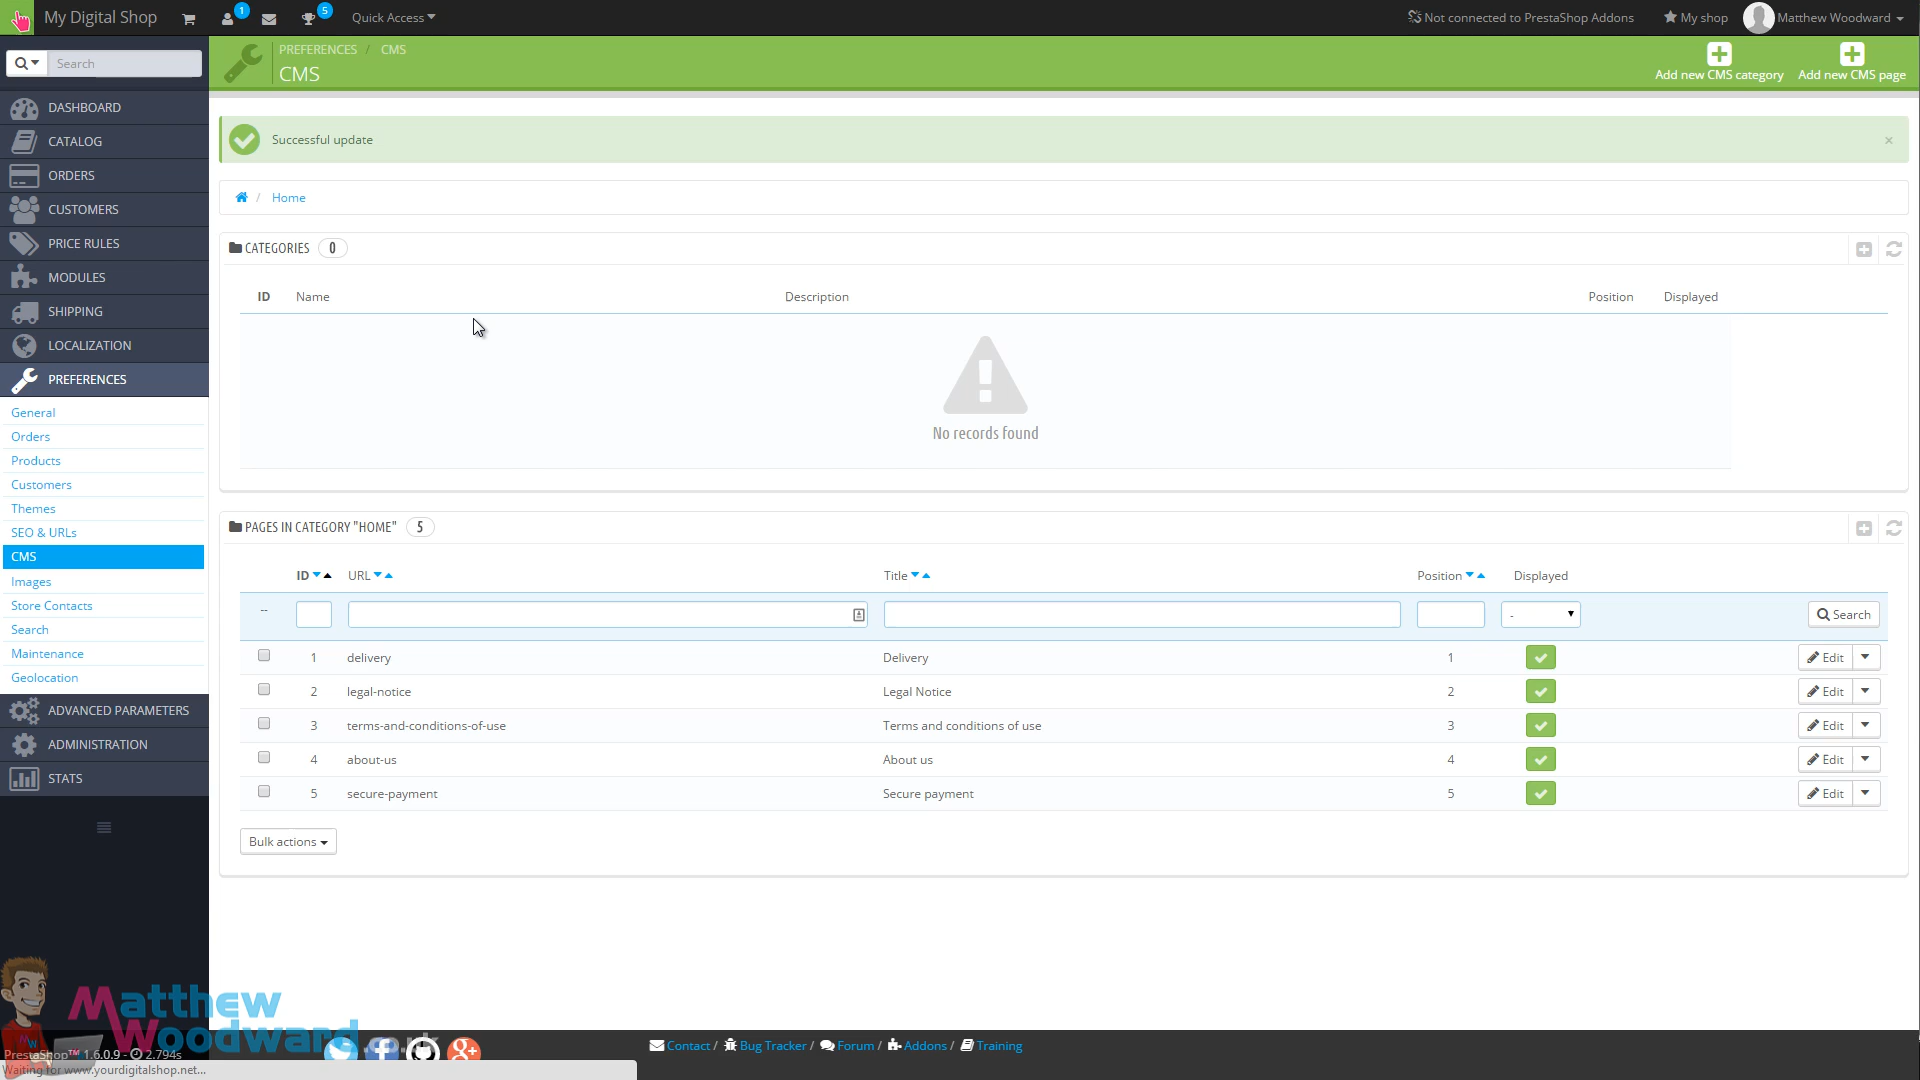 My Digital Shop
1
5
Quick Access
Not connected to PrestaShop Addons
My shop
Matthew Woodward
Search
PREFERENCES / CMS
CMS
Add new CMS category
Add new CMS page
DASHBOARD
CATALOG
ORDERS
CUSTOMERS
PRICE RULES
MODULES
SHIPPING
LOCALIZATION
PREFERENCES
General
Orders
Products
Customers
Themes
SEO & URLs
CMS
Images
Store Contacts
Search
Maintenance
Geolocation
ADVANCED PARAMETERS
ADMINISTRATION
STATS
Successful update
×
/ Home
CATEGORIES 0
ID Name Description Position Displayed
No records found
PAGES IN CATEGORY "HOME" 5
ID URL Title Position Displayed
-- - Search
1 delivery Delivery 1 Edit
2 legal-notice Legal Notice 2 Edit
3 terms-and-conditions-of-use Terms and conditions of use 3 Edit
4 about-us About us 4 Edit
5 secure-payment Secure payment 5 Edit
Bulk actions
Matthew
Woodward
MW
PrestaShop™ 1.6.0.9 - 2.794s
Contact / Bug Tracker / Forum / Addons / Training
Waiting for www.yourdigitalshop.net...